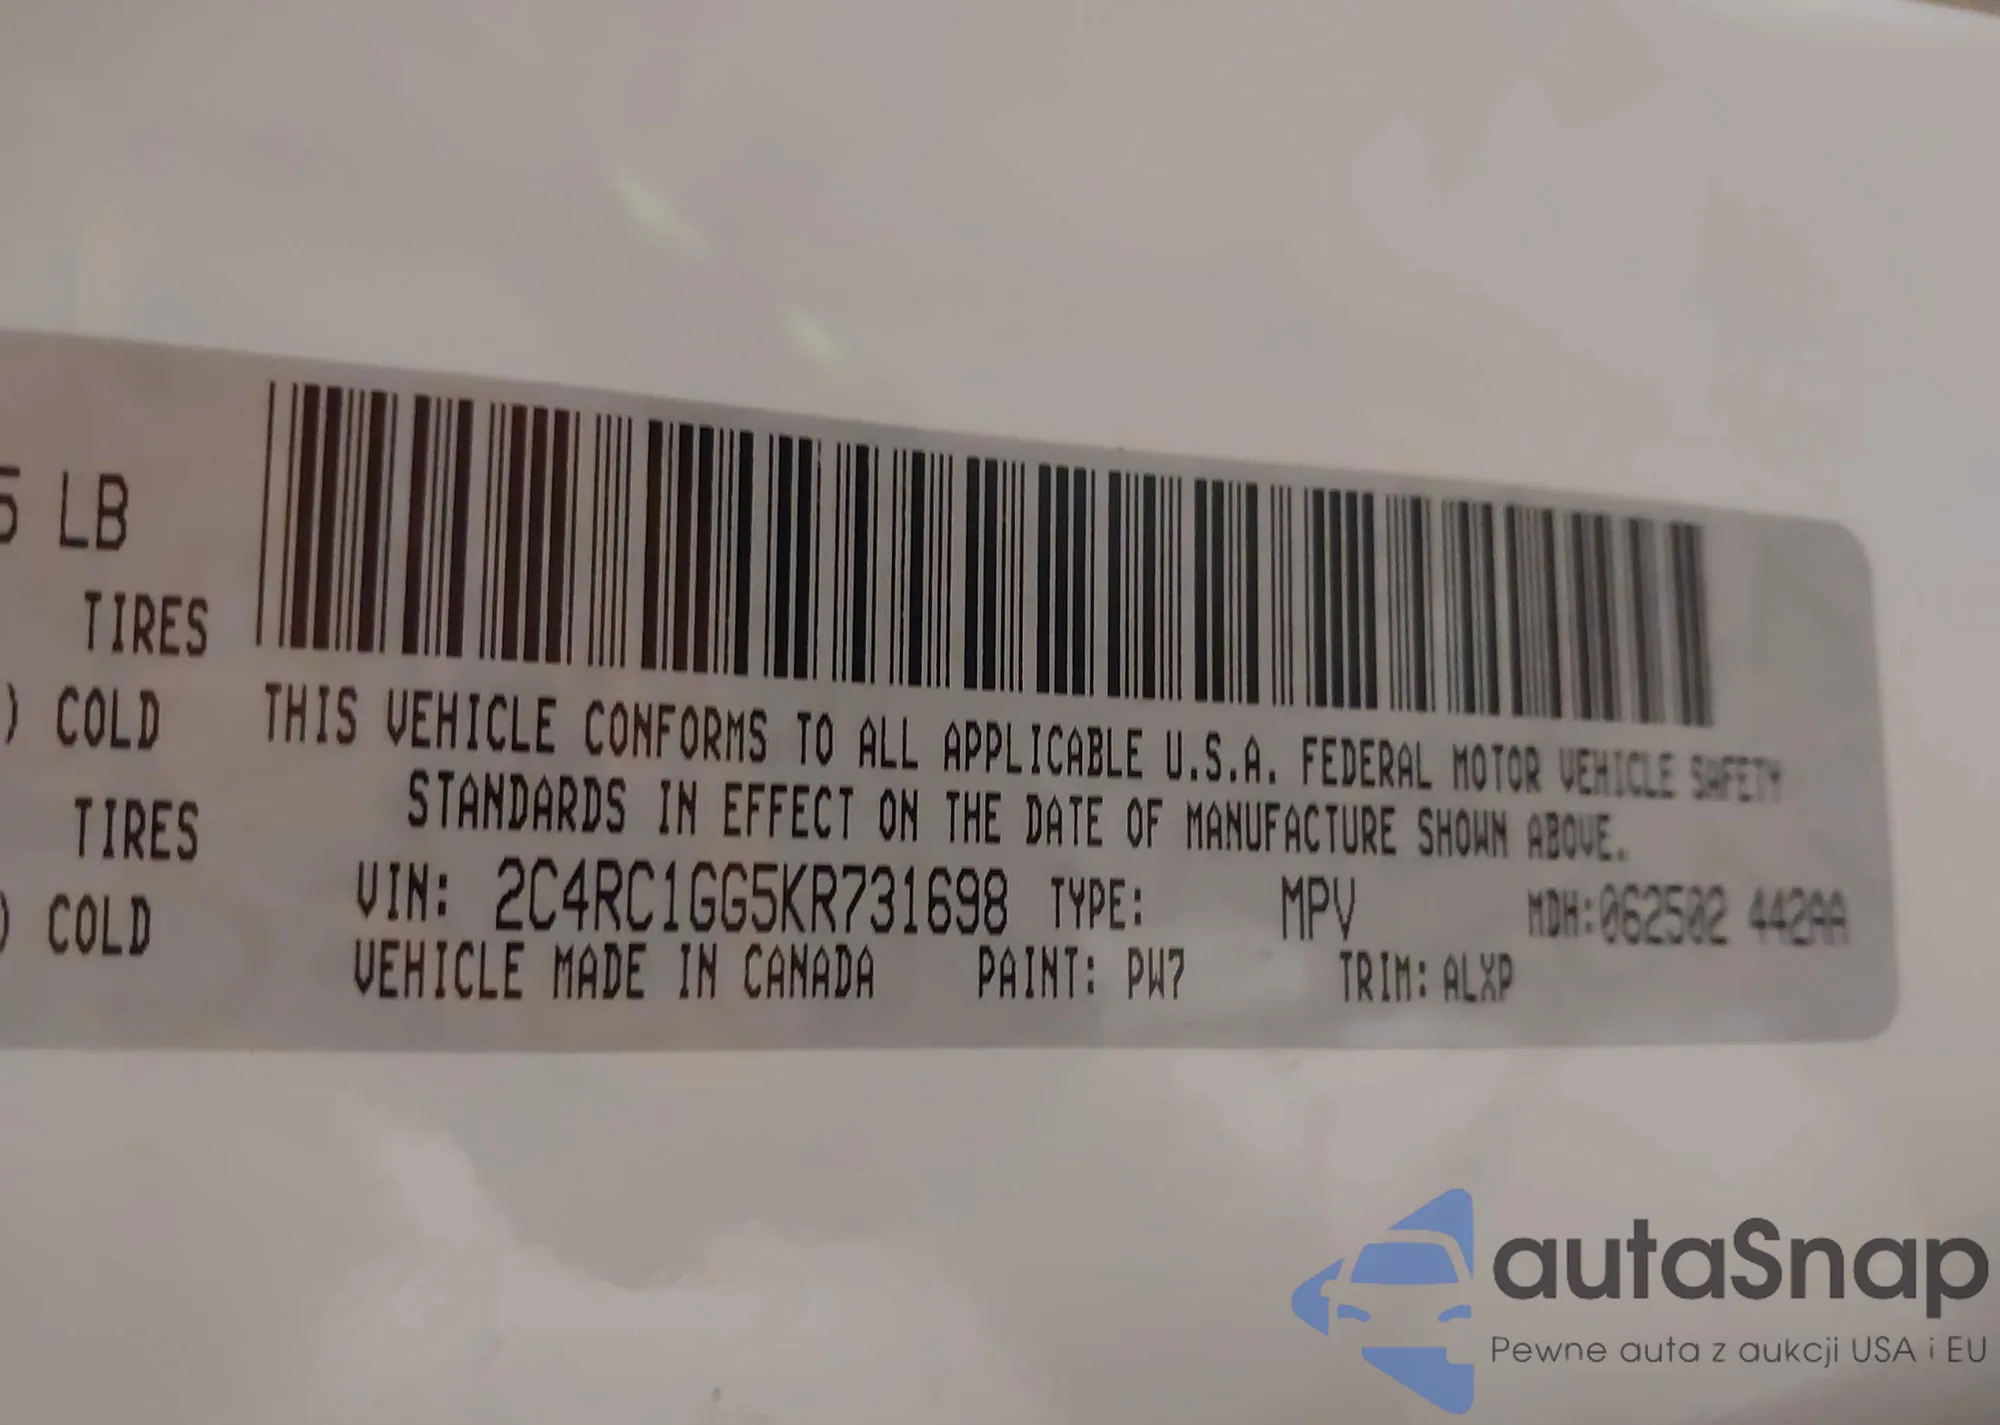 5 LB
TIRES
) COLD
TIRES
) COLD
THIS VEHICLE CONFORMS TO ALL APPLICABLE U.S.A. FEDERAL MOTOR VEHICLE SAFETY
STANDARDS IN EFFECT ON THE DATE OF MANUFACTURE SHOWN ABOVE.
VIN: 2C4RC1GG5KR731698 TYPE: MPV MDH:062502 442AA
VEHICLE MADE IN CANADA PAINT: PW7 TRIM: ALXP
autaSnap
Pewne auta z aukcji USA i EU